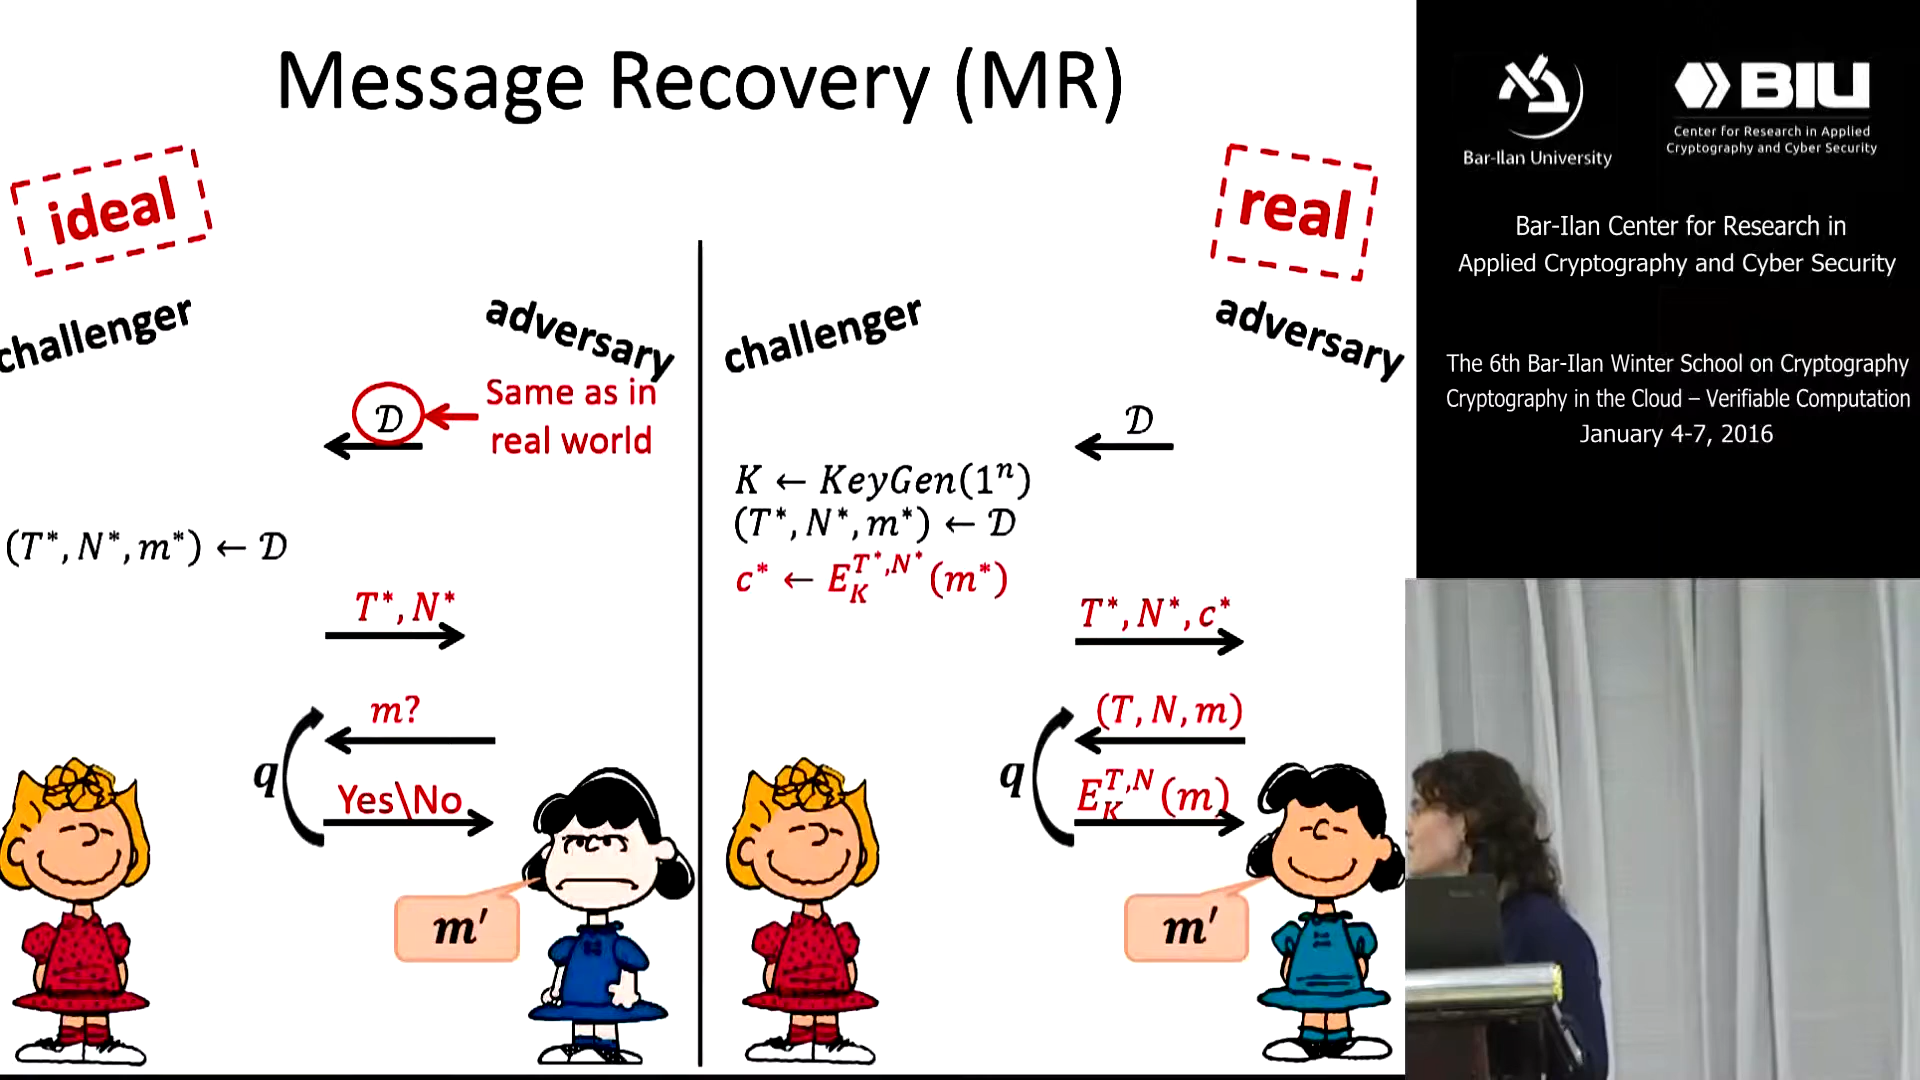 Message Recovery (MR)
ideal
challenger
adversary
𝒟
Same as in
real world
(T*, N*, m*) ← 𝒟
T*, N*
m?
q
Yes\No
m′
real
challenger
adversary
𝒟
K ← KeyGen(1ⁿ)
(T*, N*, m*) ← 𝒟
c* ← E_K^{T*,N*}(m*)
T*, N*, c*
(T, N, m)
q
E_K^{T,N}(m)
m′
Bar-Ilan University
BIU
Center for Research in Applied
Cryptography and Cyber Security
Bar-Ilan Center for Research in
Applied Cryptography and Cyber Security
The 6th Bar-Ilan Winter School on Cryptography
Cryptography in the Cloud – Verifiable Computation
January 4-7, 2016